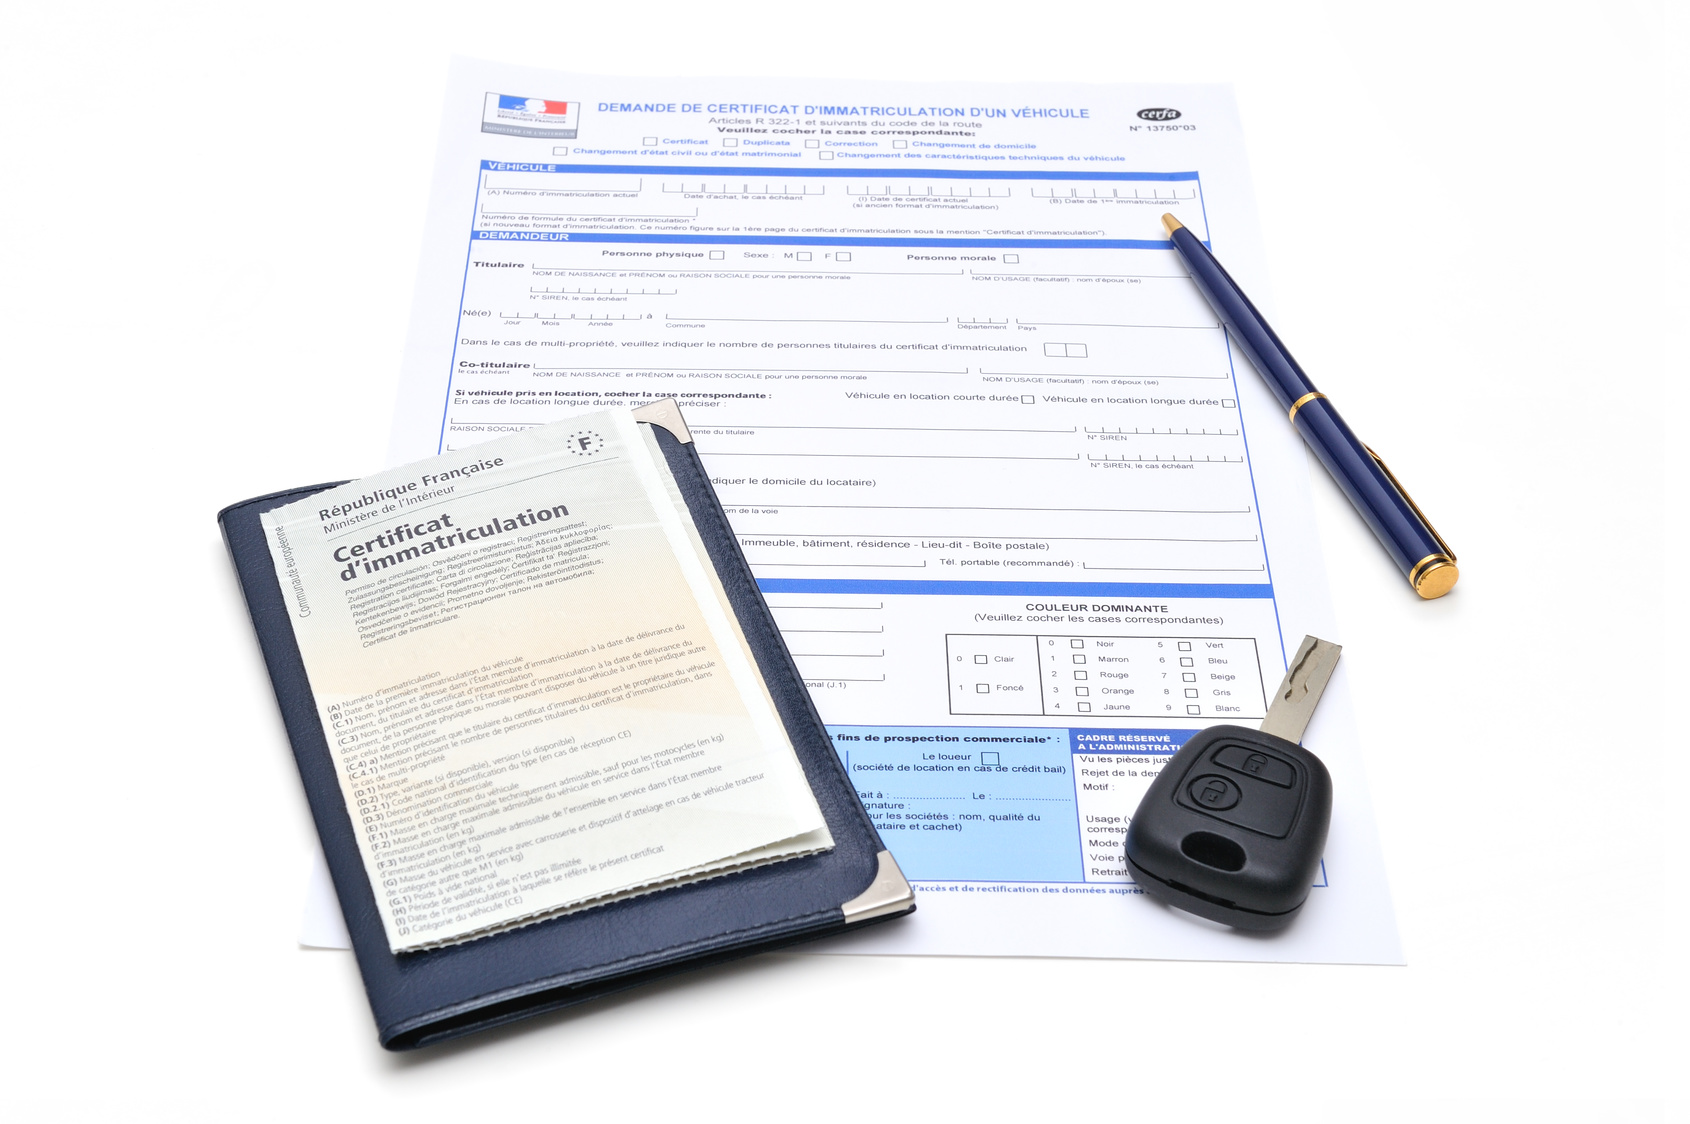 RÉPUBLIQUE FRANÇAISE
MINISTÈRE DE L'INTÉRIEUR
DEMANDE DE CERTIFICAT D'IMMATRICULATION D'UN VÉHICULE
Articles R 322-1 et suivants du code de la route
Veuillez cocher la case correspondante:
cerfa
N° 13750*03
Certificat Duplicata Correction Changement de domicile
Changement d'état civil ou d'état matrimonial Changement des caractéristiques techniques du véhicule
VÉHICULE
(A) Numéro d'immatriculation actuel Date d'achat, le cas échéant (I) Date de certificat actuel (B) Date de 1ère immatriculation
(si ancien format d'immatriculation)
Numéro de formule du certificat d'immatriculation *
(si nouveau format d'immatriculation. Ce numéro figure sur la 1ère page du certificat d'immatriculation sous la mention "Certificat d'immatriculation").
DEMANDEUR
Personne physique Sexe : M F Personne morale
Titulaire
NOM DE NAISSANCE et PRÉNOM ou RAISON SOCIALE pour une personne morale NOM D'USAGE (facultatif) : nom d'époux (se)
N° SIREN, le cas échéant
Né(e) à
Jour Mois Année Commune Département Pays
Dans le cas de multi-propriété, veuillez indiquer le nombre de personnes titulaires du certificat d'immatriculation
Co-titulaire
le cas échéant
NOM DE NAISSANCE et PRÉNOM ou RAISON SOCIALE pour une personne morale NOM D'USAGE (facultatif) : nom d'époux (se)
Si véhicule pris en location, cocher la case correspondante : Véhicule en location courte durée Véhicule en location longue durée
En cas de location longue durée, préciser :
RAISON SOCIALE rente du titulaire N° SIREN
N° SIREN, le cas échéant
diquer le domicile du locataire)
om de la voie
Immeuble, bâtiment, résidence - Lieu-dit - Boîte postale)
Tél. portable (recommandé) :
COULEUR DOMINANTE
(Veuillez cocher les cases correspondantes)
0 Clair
1 Foncé
0 Noir 5 Vert
1 Marron 6 Bleu
2 Rouge 7 Beige
3 Orange 8 Gris
4 Jaune 9 Blanc
onal (J.1)
s fins de prospection commerciale* :
Le loueur
(société de location en cas de crédit bail)
Fait à : Le :
gnature :
our les sociétés : nom, qualité du
ataire et cachet)
CADRE RÉSERVÉ
A L'ADMINISTRATI
Vu les pièces jus
Rejet de la dem
Motif :
Usage (v
corresp
Mode d
Voie p
Retrait
d'accès et de rectification des données auprès
Communauté européenne
F
République Française
Ministère de l'Intérieur
Certificat
d'immatriculation
Permiso de circulación; Osvědčení o registraci; Registreringsattest;
Zulassungsbescheinigung; Registreerimistunnistus; Άδεια κυκλοφορίας;
Registration certificate; Carta di circolazione; Reģistrācijas apliecība;
Registracijos liudijimas; Forgalmi engedély; Ċertifikat ta' Reġistrazzjoni;
Kentekenbewijs; Dowód Rejestracyjny; Certificado de matrícula;
Osvedčenie o evidencii; Prometno dovoljenje; Rekisteröintitodistus;
Registreringsbeviset; Регистрационен талон на автомобила;
Certificat de înmatriculare.
(A) Numéro d'immatriculation
(B) Date de la première immatriculation du véhicule
(C.1) Nom, prénom et adresse dans l'État membre d'immatriculation à la date de délivrance du
document, du titulaire du certificat d'immatriculation
(C.3) Nom, prénom et adresse dans l'État membre d'immatriculation à la date de délivrance du
document, de la personne physique ou morale pouvant disposer du véhicule à un titre juridique autre
que celui de propriétaire
(C.4) a) Mention précisant que le titulaire du certificat d'immatriculation est le propriétaire du véhicule
(C.4.1) Mention précisant le nombre de personnes titulaires du certificat d'immatriculation, dans
le cas de multi-propriété
(D.1) Marque
(D.2) Type, variante (si disponible), version (si disponible)
(D.2.1) Code national d'identification du type (en cas de réception CE)
(D.3) Dénomination commerciale
(E) Numéro d'identification du véhicule
(F.1) Masse en charge maximale techniquement admissible, sauf pour les motocycles (en kg)
(F.2) Masse en charge maximale admissible du véhicule en service dans l'État membre
d'immatriculation (en kg)
(F.3) Masse en charge maximale admissible de l'ensemble en service dans l'État membre
d'immatriculation (en kg)
(G) Masse du véhicule en service avec carrosserie et dispositif d'attelage en cas de véhicule tracteur
de catégorie autre que M1 (en kg)
(G.1) Poids à vide national
(H) Période de validité, si elle n'est pas illimitée
(I) Date de l'immatriculation à laquelle se réfère le présent certificat
(J) Catégorie du véhicule (CE)